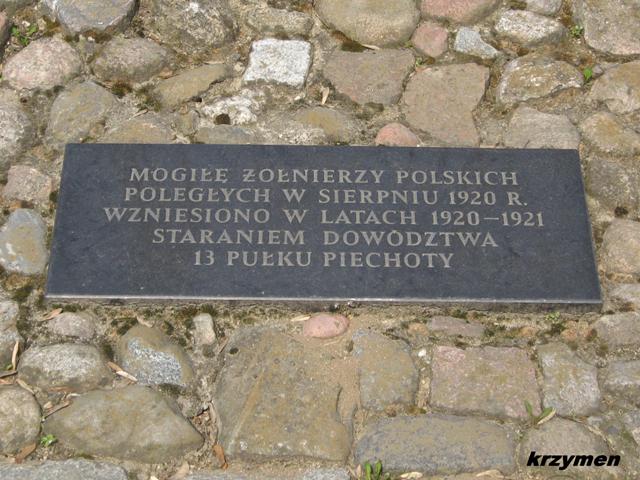 MOGIŁĘ ŻOŁNIERZY POLSKICH
POLEGŁYCH W SIERPNIU 1920 R.
WZNIESIONO W LATACH 1920–1921
STARANIEM DOWÓDZTWA
13 PUŁKU PIECHOTY
krzymen